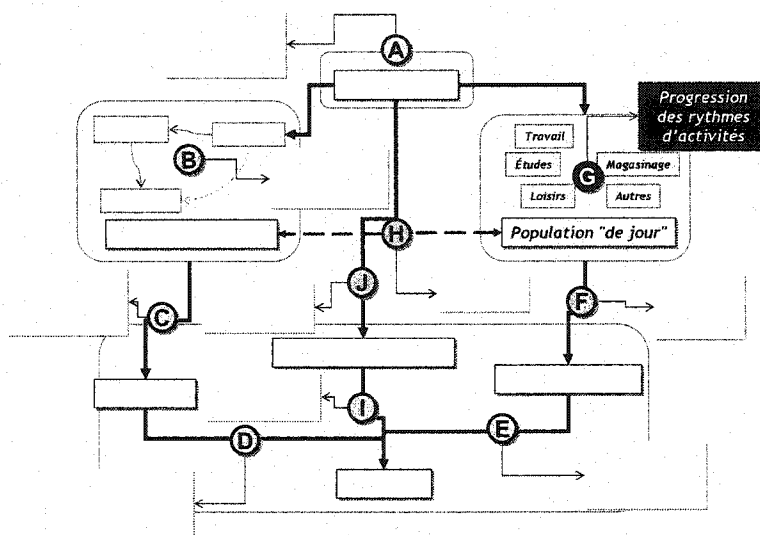 A
Progression
des rythmes
d'activités
Travail
B
Études
G
Magasinage
Loisirs
Autres
H
Population "de jour"
J
C
F
I
D
E